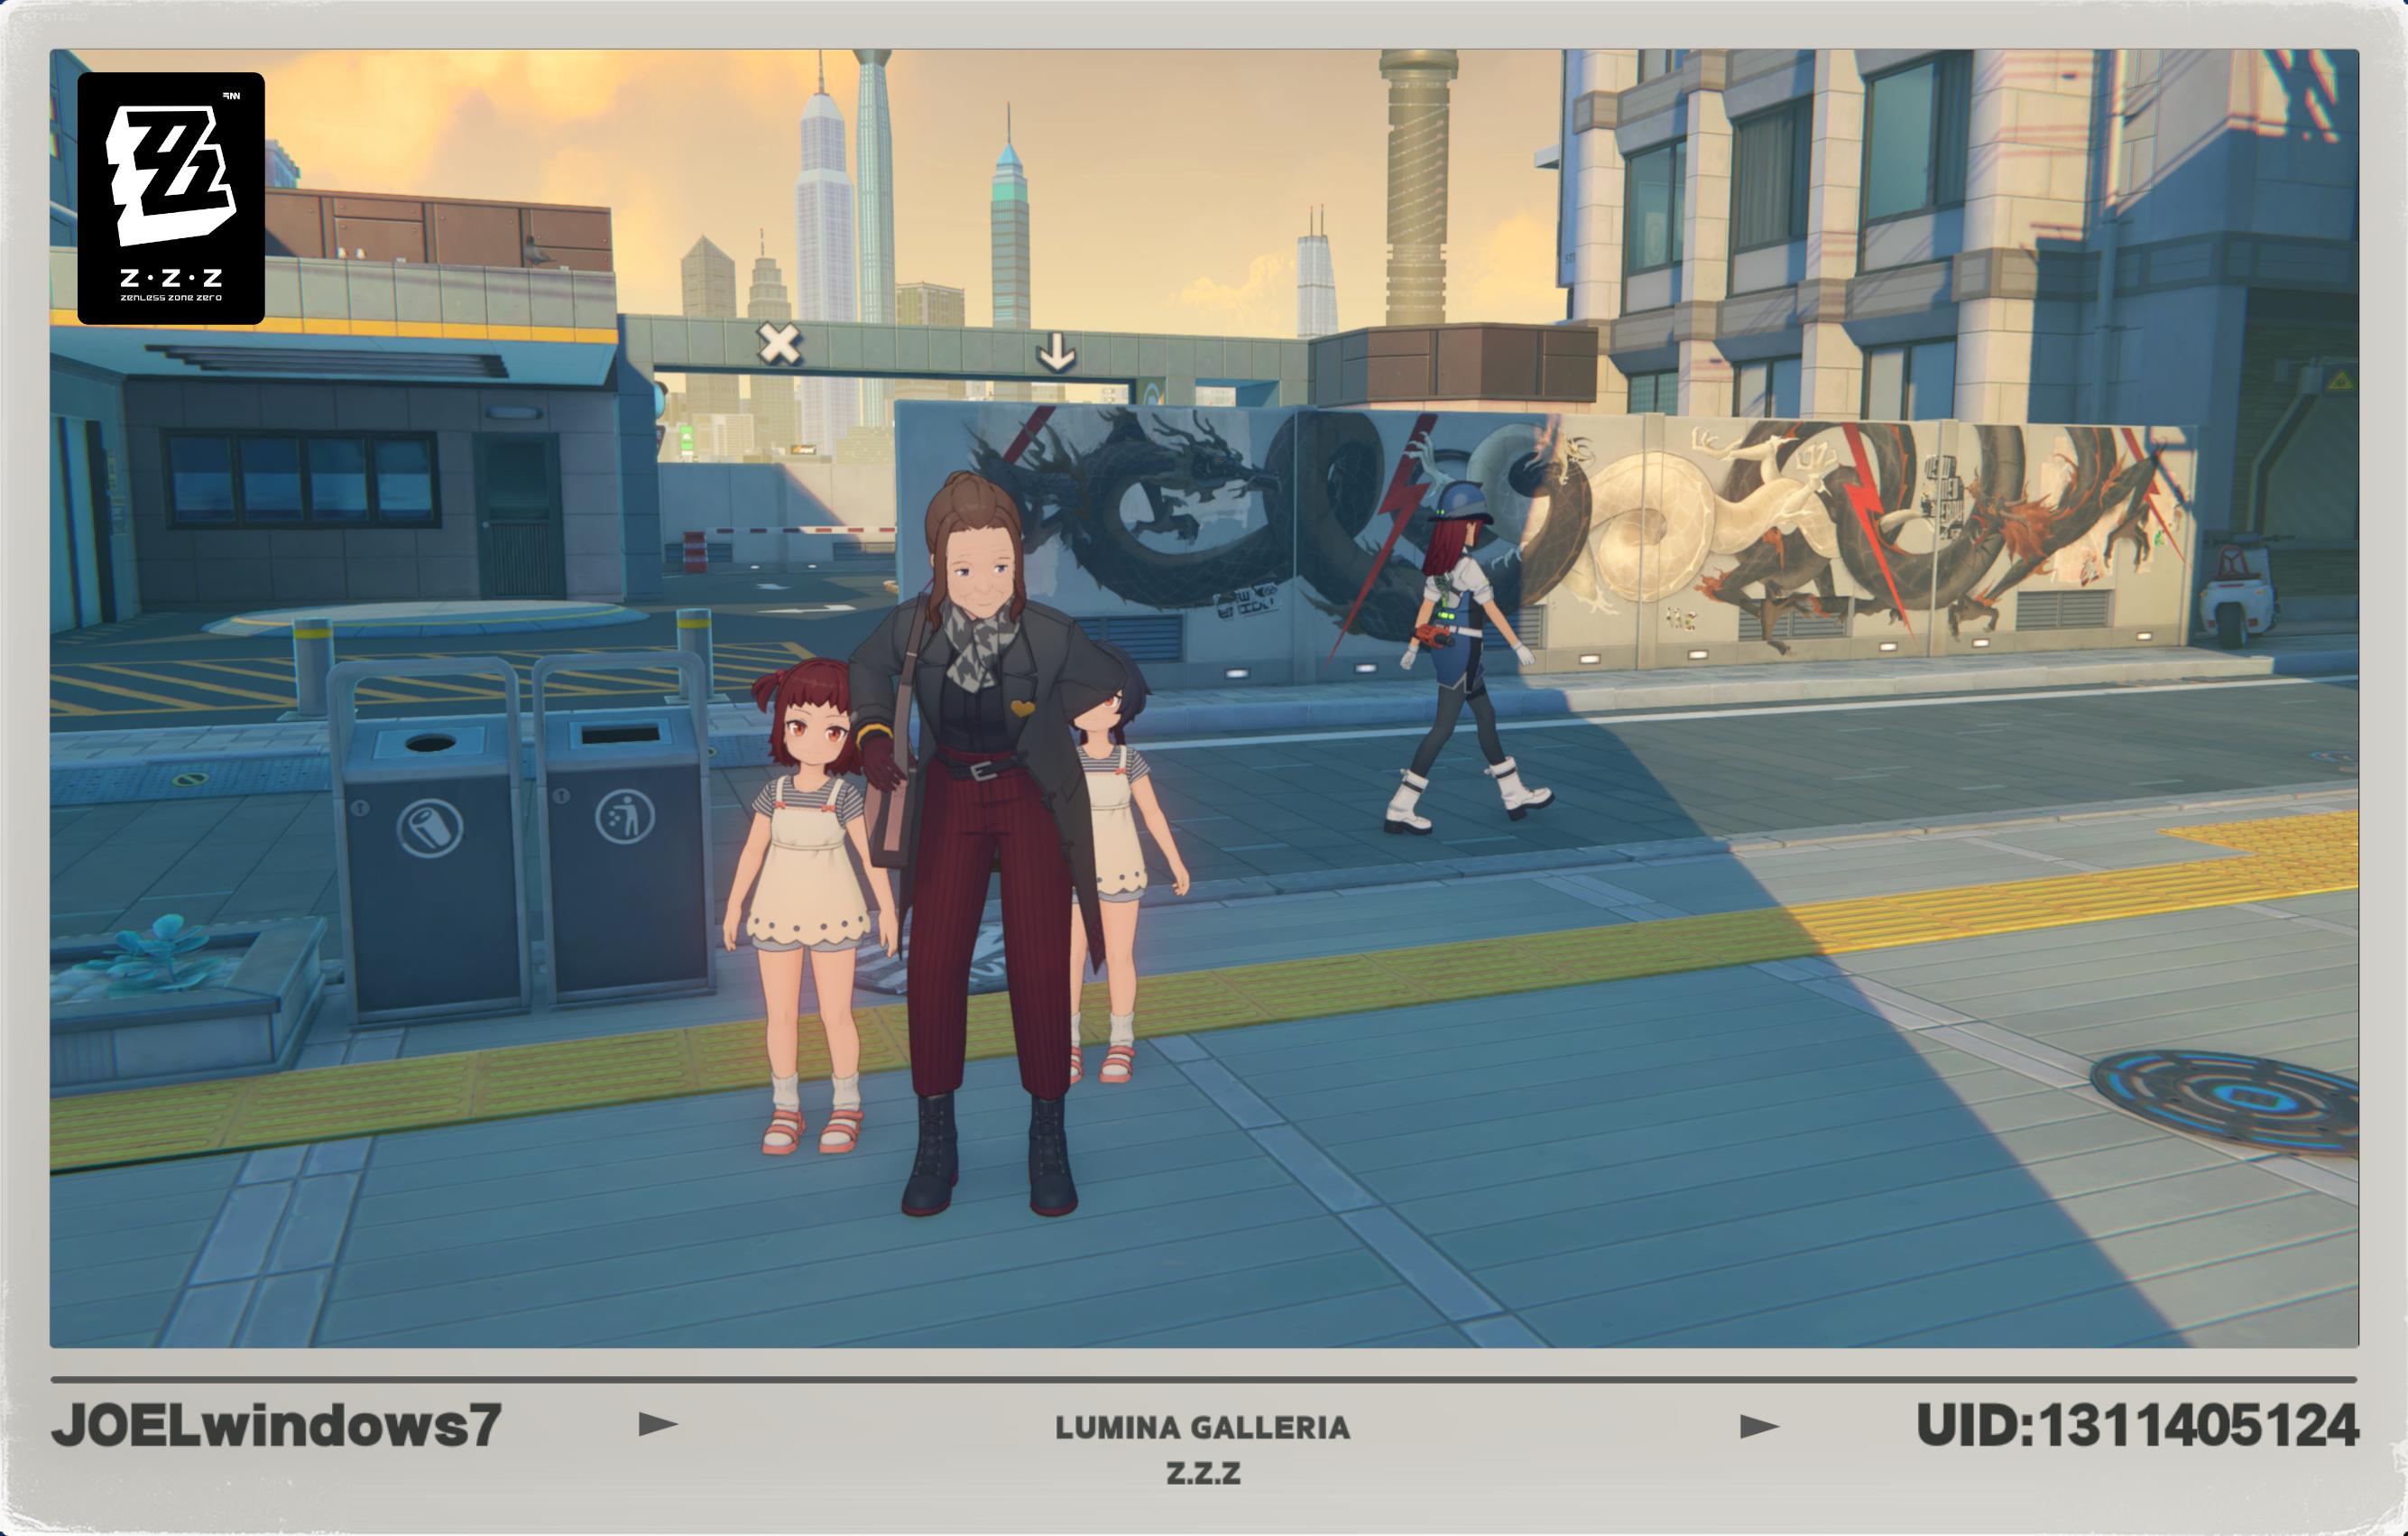 Z·Z·Z
ZENLESS ZONE ZERO
JOELwindows7
LUMINA GALLERIA
Z.Z.Z
UID:1311405124